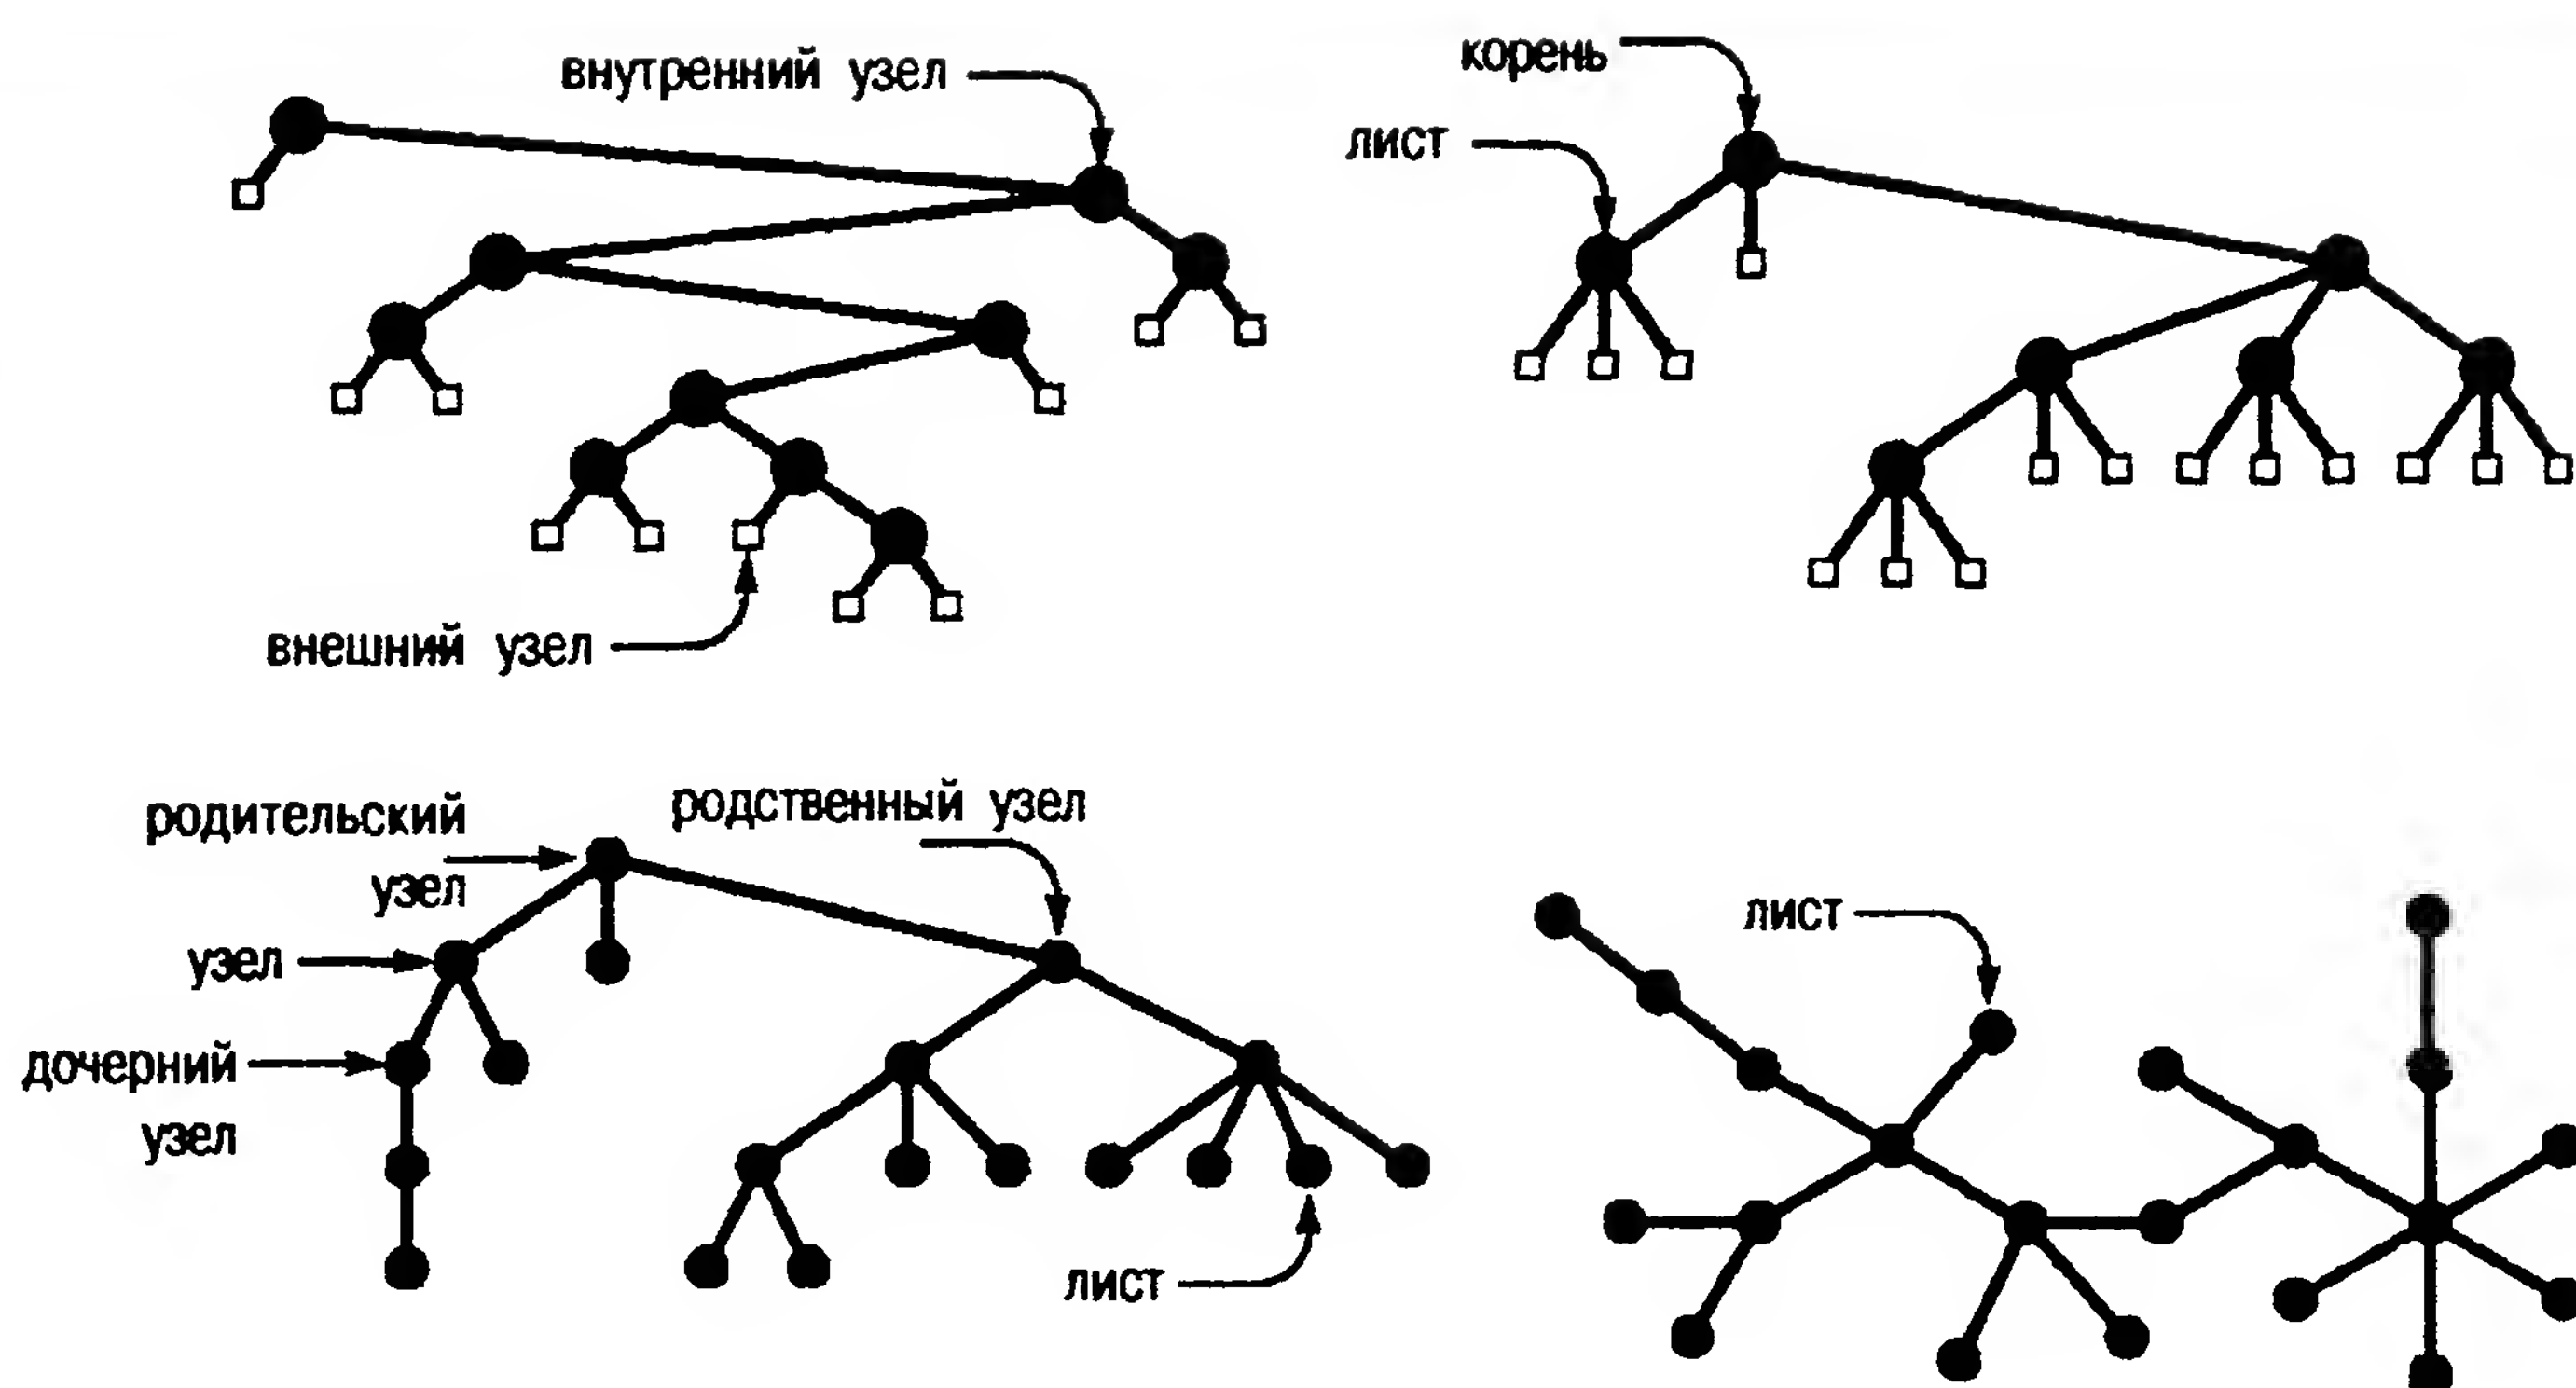 внутренний узел
корень
лист
внешний узел
родительский
узел
родственный узел
узел
дочерний
узел
лист
лист